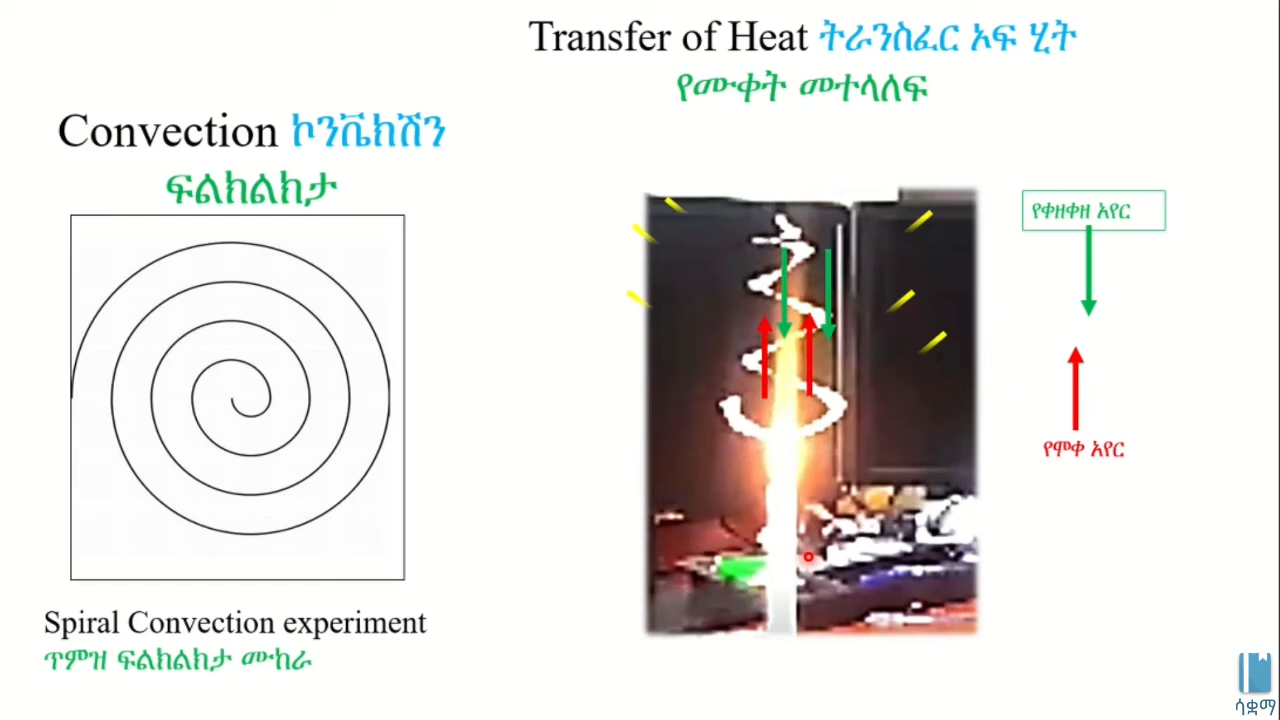 Transfer of Heat ትራንስፈር ኦፍ ሂት
የሙቀት መተላለፍ
Convection ኮንቬክሽን
ፍልክልክታ
የቀዘቀዘ አየር
የሞቀ አየር
Spiral Convection experiment
ጥምዝ ፍልክልክታ ሙከራ
ሳቋማ